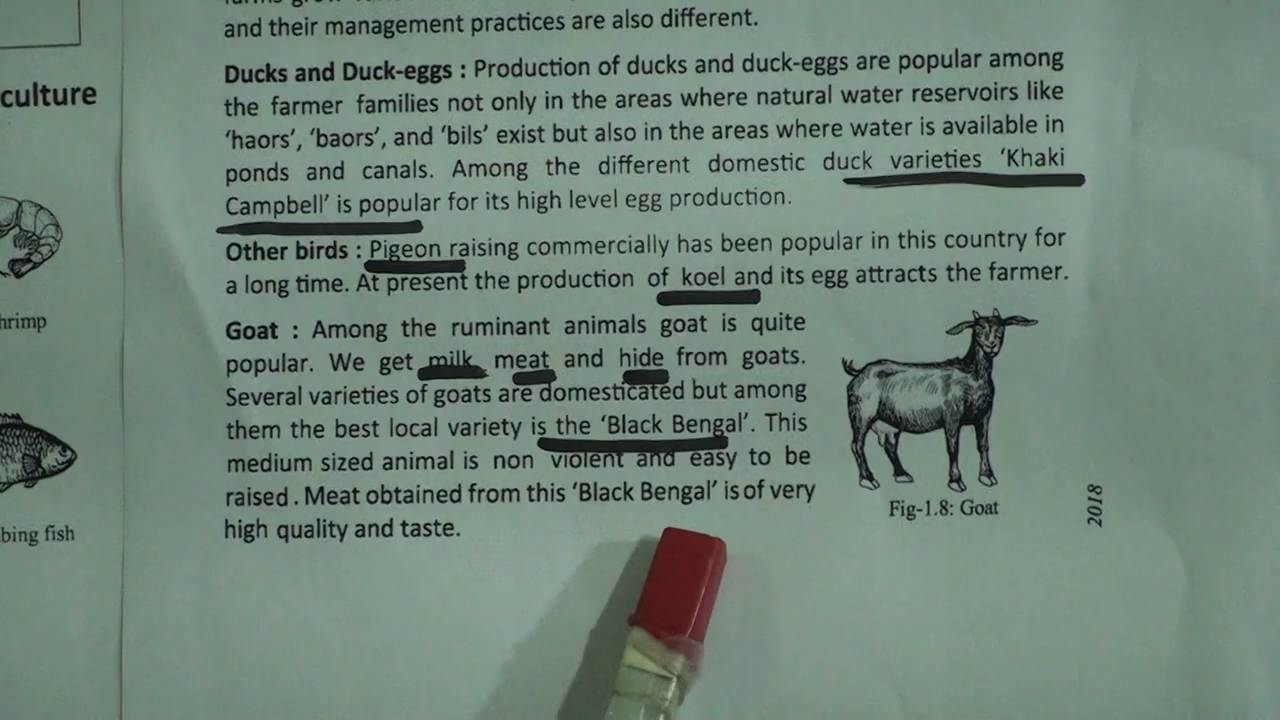 and their management practices are also different.
culture
Ducks and Duck-eggs : Production of ducks and duck-eggs are popular among
the farmer families not only in the areas where natural water reservoirs like
‘haors’, ‘baors’, and ‘bils’ exist but also in the areas where water is available in
ponds and canals. Among the different domestic duck varieties ‘Khaki
Campbell’ is popular for its high level egg production.
Other birds : Pigeon raising commercially has been popular in this country for
a long time. At present the production of koel and its egg attracts the farmer.
hrimp
Goat : Among the ruminant animals goat is quite
popular. We get milk, meat and hide from goats.
Several varieties of goats are domesticated but among
them the best local variety is the ‘Black Bengal’. This
medium sized animal is non violent and easy to be
raised. Meat obtained from this ‘Black Bengal’ is of very
high quality and taste.
Fig-1.8: Goat
bing fish
2018